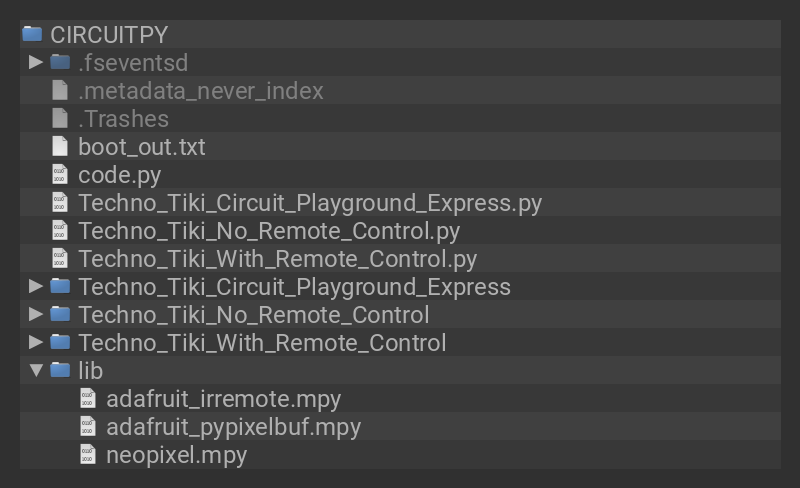 CIRCUITPY
.fseventsd
.metadata_never_index
.Trashes
boot_out.txt
code.py
Techno_Tiki_Circuit_Playground_Express.py
Techno_Tiki_No_Remote_Control.py
Techno_Tiki_With_Remote_Control.py
Techno_Tiki_Circuit_Playground_Express
Techno_Tiki_No_Remote_Control
Techno_Tiki_With_Remote_Control
lib
adafruit_irremote.mpy
adafruit_pypixelbuf.mpy
neopixel.mpy